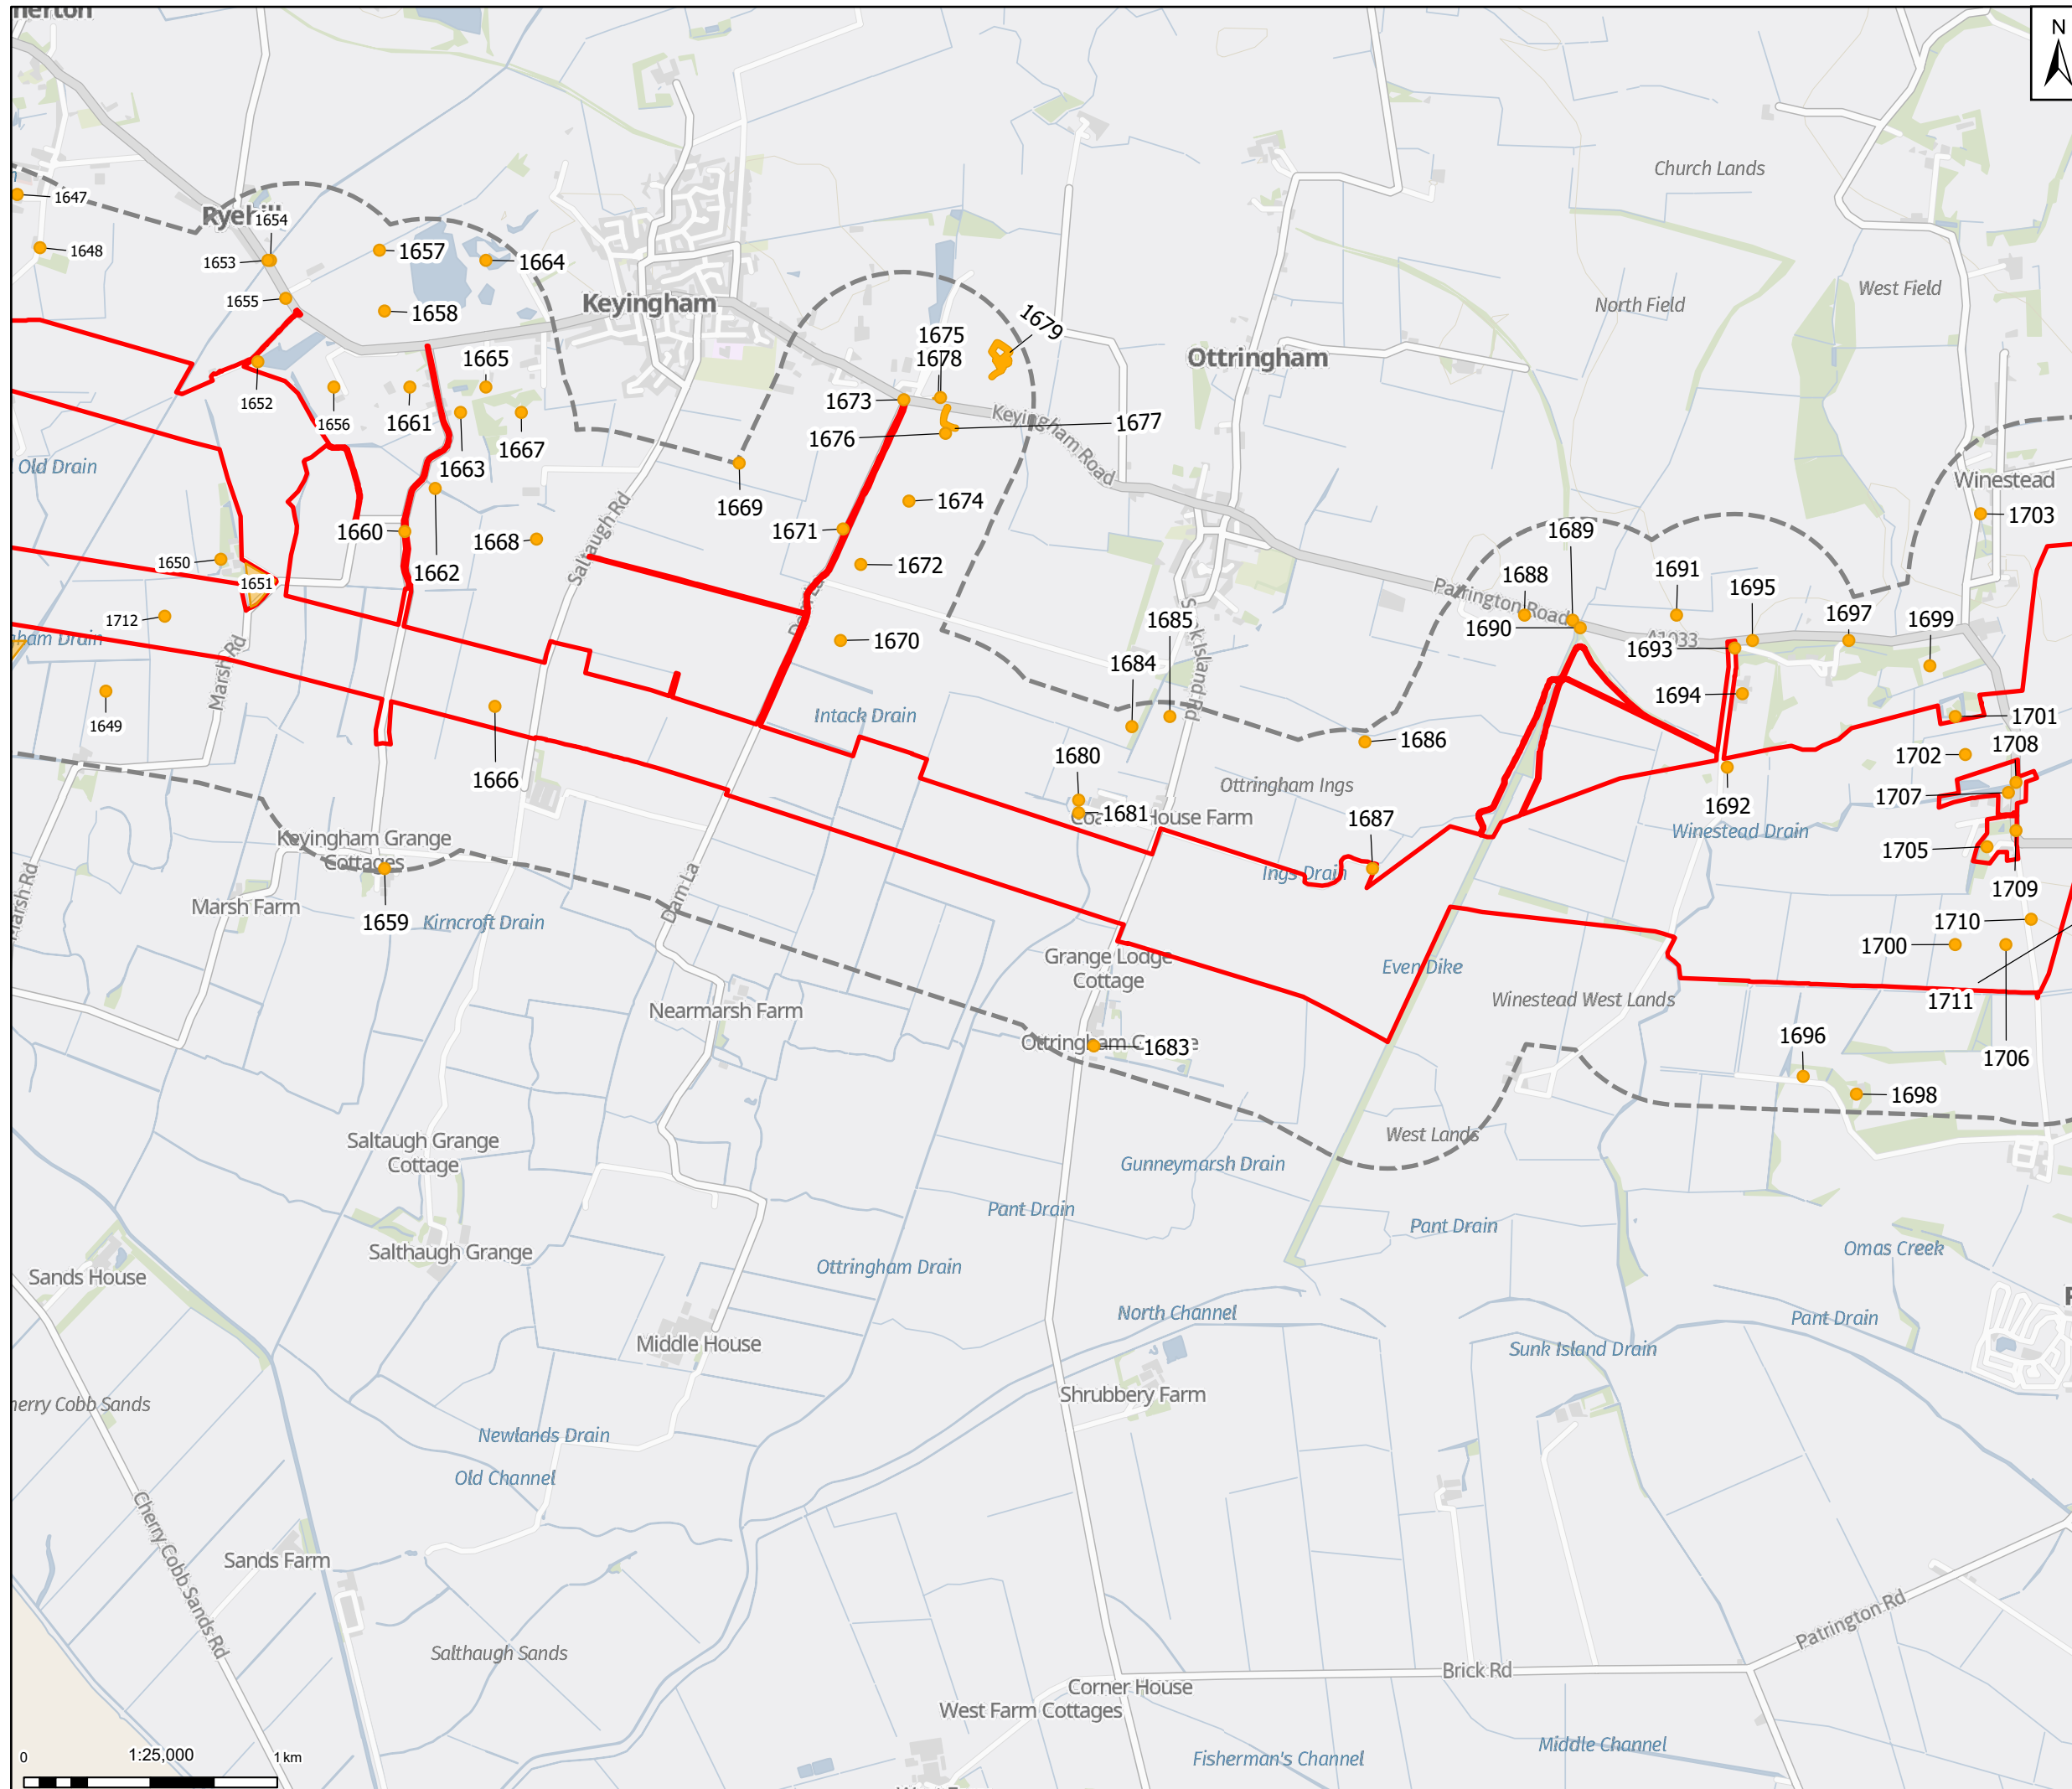 N
Church Lands
1647
Ryehill
1654
1648
1653
1657
1664
1655
1658
Keyingham
West Field
North Field
1679
1675
1678
1665
Ottringham
1652
1656
1661
1673
Keyingham Road
1677
1667
1676
1663
Old Drain
1669
1674
Winestead
1703
1660
1668
1671
Saltaugh Rd
1689
1650
1651
1662
1672
1688
1691
1695
Patrington Road
1712
1685
1690
A1033
1697
1699
1670
1693
Marsh Rd
1684
1694
1649
Intack Drain
1701
1686
1702
1708
1680
1666
Ottringham Ings
1707
1692
1681
House Farm
1687
Winestead Drain
Keyingham Grange
Cottages
1705
Ings Drain
1709
Marsh Rd
Dam La
Marsh Farm
1659
Kirncroft Drain
1710
1700
Grange Lodge
Cottage
Even Dike
1711
Winestead West Lands
Nearmarsh Farm
1683
1696
1706
1698
Saltaugh Grange
Cottage
West Lands
Gunneymarsh Drain
Pant Drain
Pant Drain
Salthaugh Grange
Omas Creek
Sands House
Ottringham Drain
North Channel
Pant Drain
Middle House
Sunk Island Drain
Shrubbery Farm
Cherry Cobb Sands
Newlands Drain
Old Channel
Cherry Cobb Sands Rd
Sands Farm
Patrington Rd
Salthaugh Sands
Brick Rd
Corner House
West Farm Cottages
Middle Channel
Fisherman's Channel
0
1:25,000
1 km